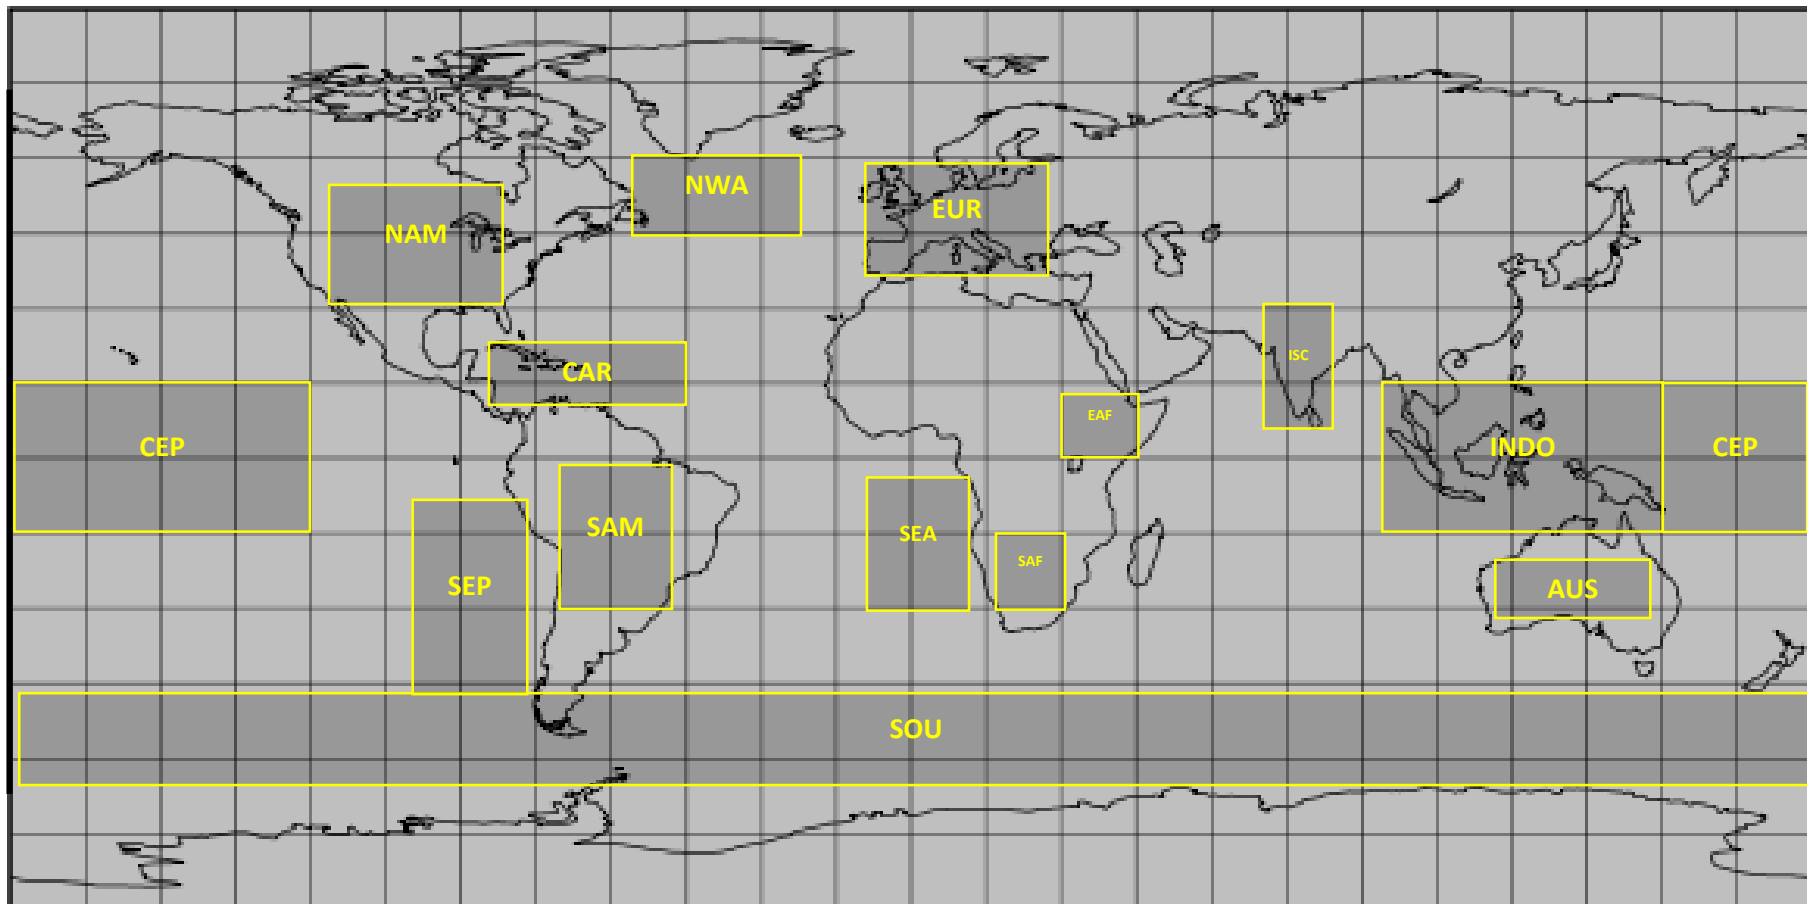 NWA
EUR
NAM
ISC
CAR
EAF
CEP
INDO
CEP
SAM
SEA
SAF
SEP
AUS
SOU